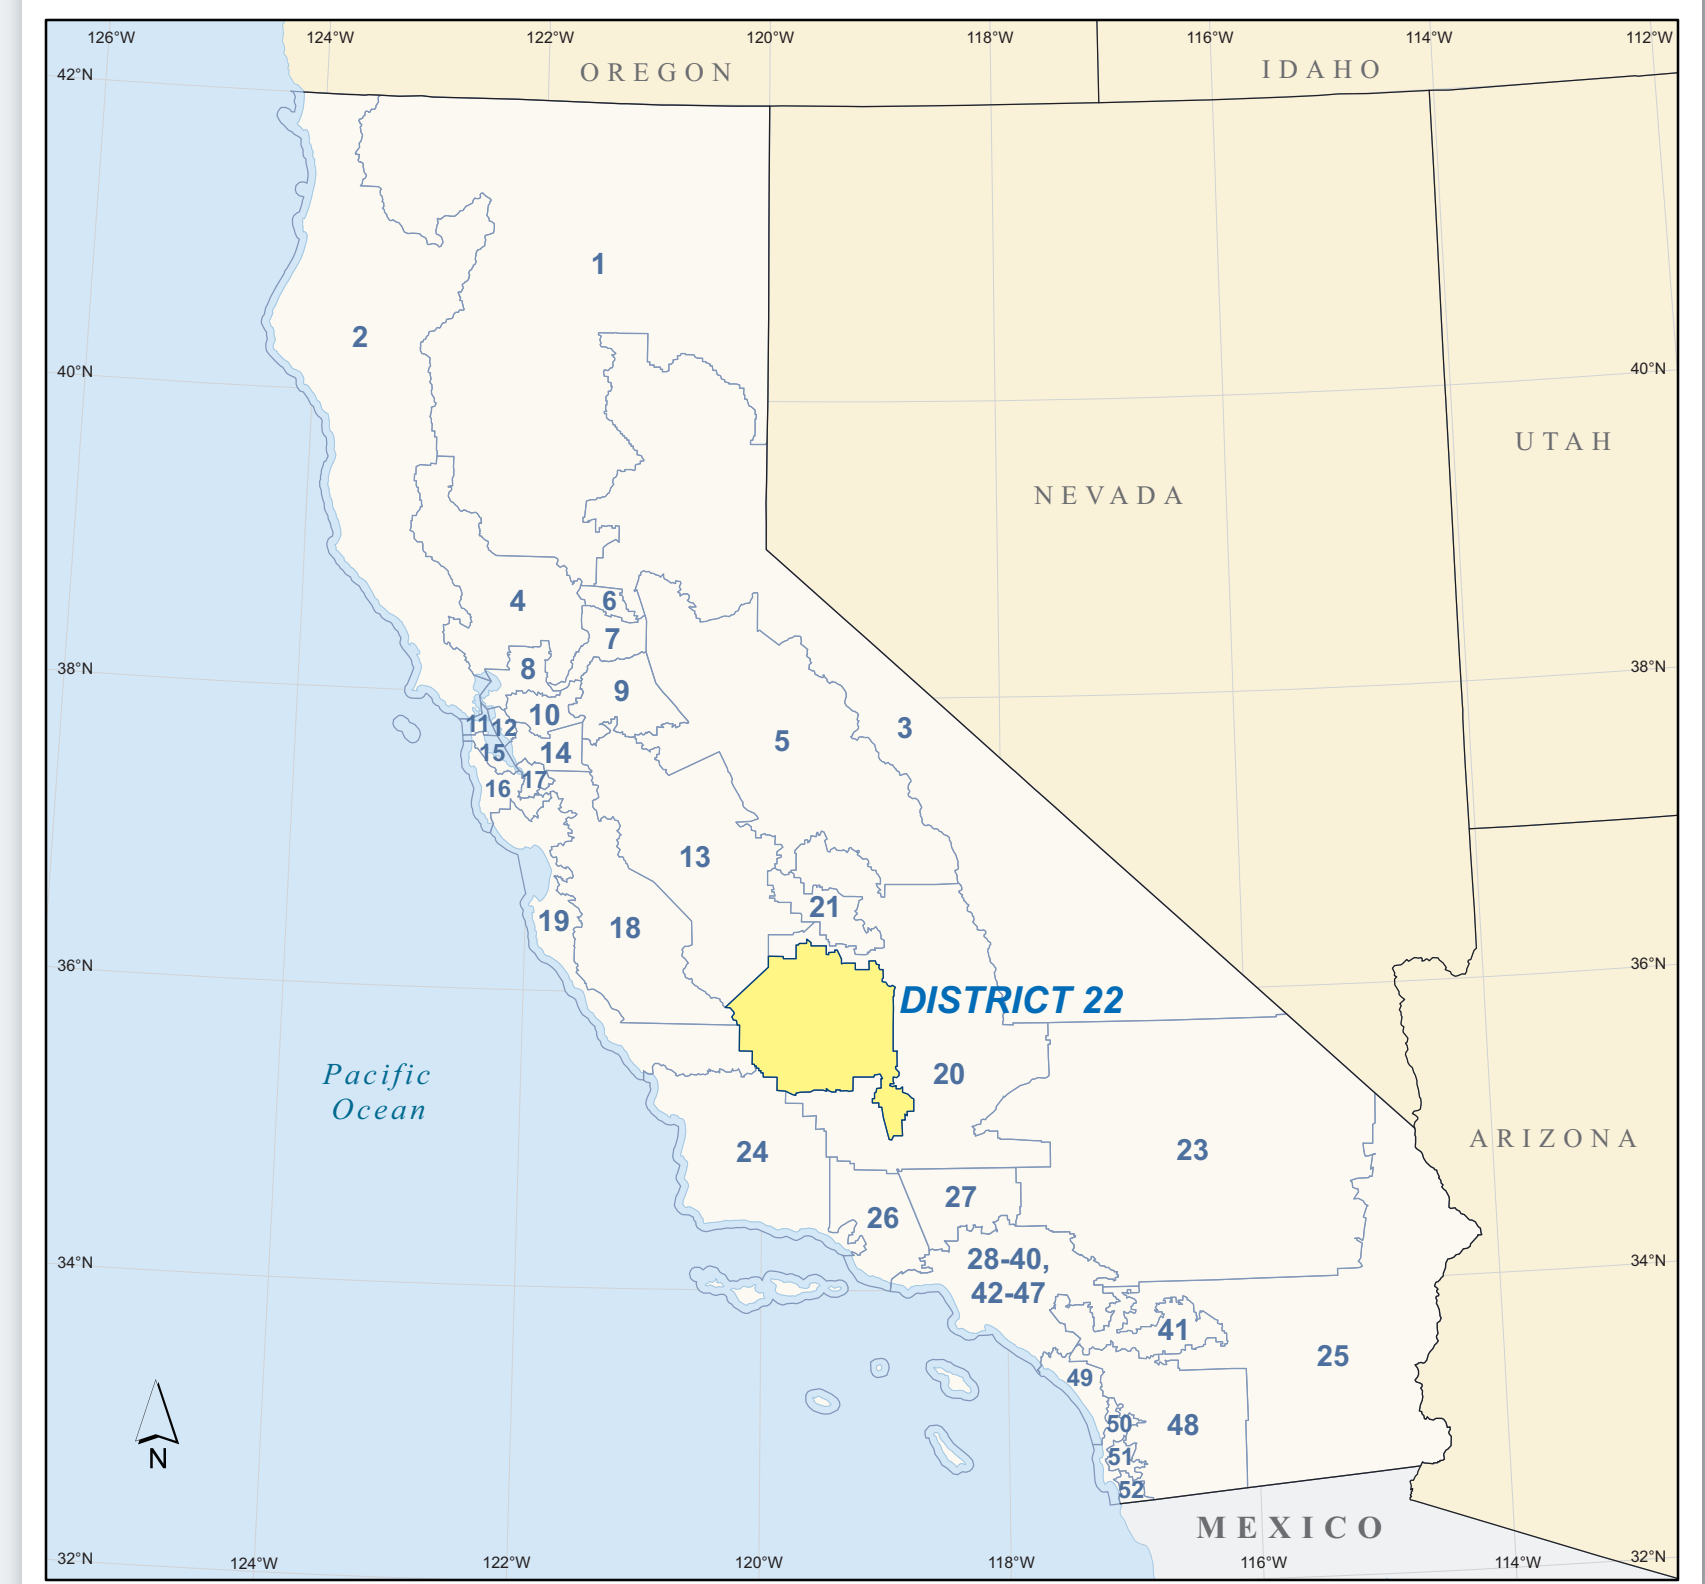 126°W 124°W 122°W 120°W 118°W 116°W 114°W 112°W
OREGON IDAHO
42°N
1
2
40°N 40°N
UTAH
NEVADA
4 6
7
38°N 38°N
8
9
10
11 12
3
5
15 14
16 17
13
21
19 18
36°N 36°N
DISTRICT 22
20
Pacific
Ocean
24 23
ARIZONA
27
26
34°N 34°N
28-40,
42-47
41
25
49
50 48
51
52
N
MEXICO
32°N 32°N
124°W 122°W 120°W 118°W 116°W 114°W